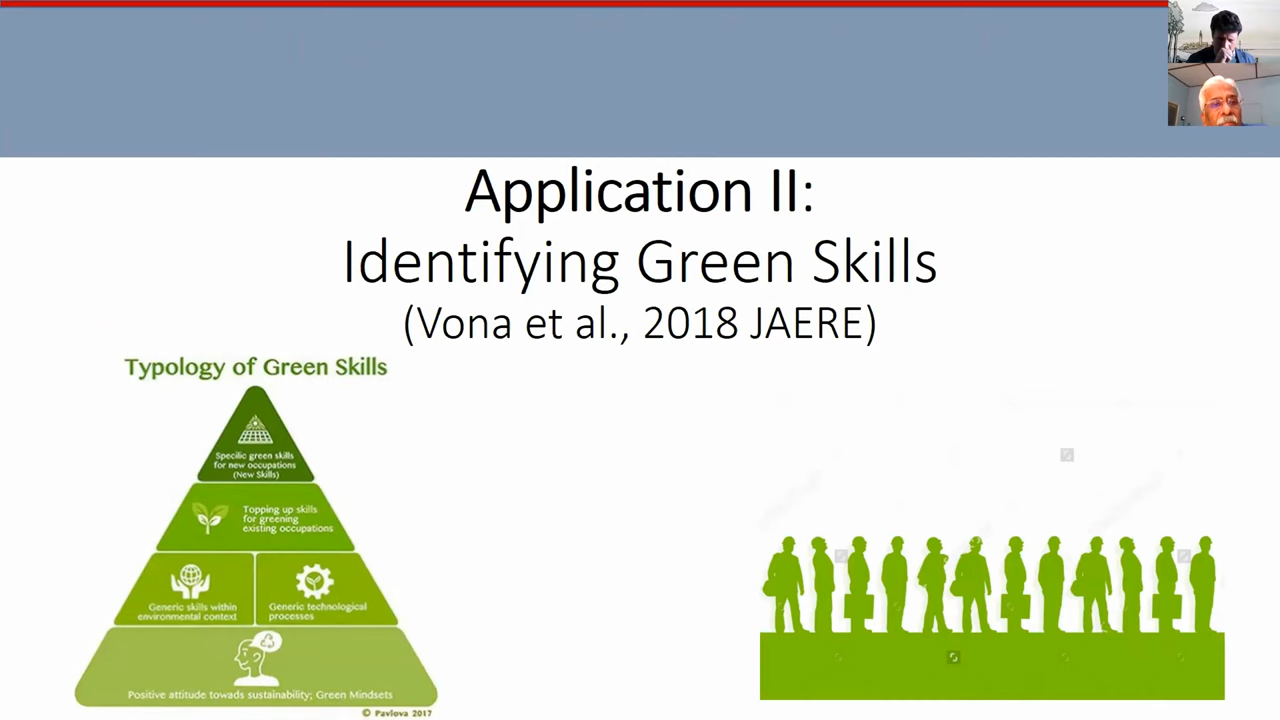 Application II:
Identifying Green Skills
(Vona et al., 2018 JAERE)
Typology of Green Skills
Specific green skills
for new occupations
(New Skills)
Topping up skills
for greening
existing occupations
Generic skills within
environmental context
Generic technological
processes
Positive attitude towards sustainability; Green Mindsets
© Pavlova 2017